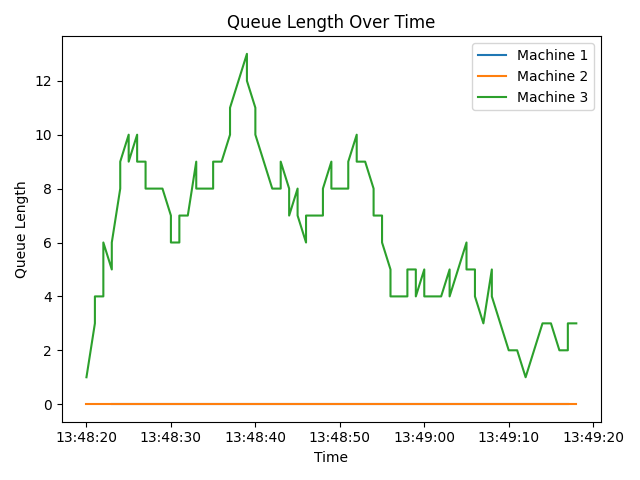 Queue Length Over Time
Machine 1
Machine 2
Machine 3
Queue Length
12
10
8
6
4
2
0
13:48:20 13:48:30 13:48:40 13:48:50 13:49:00 13:49:10 13:49:20
Time